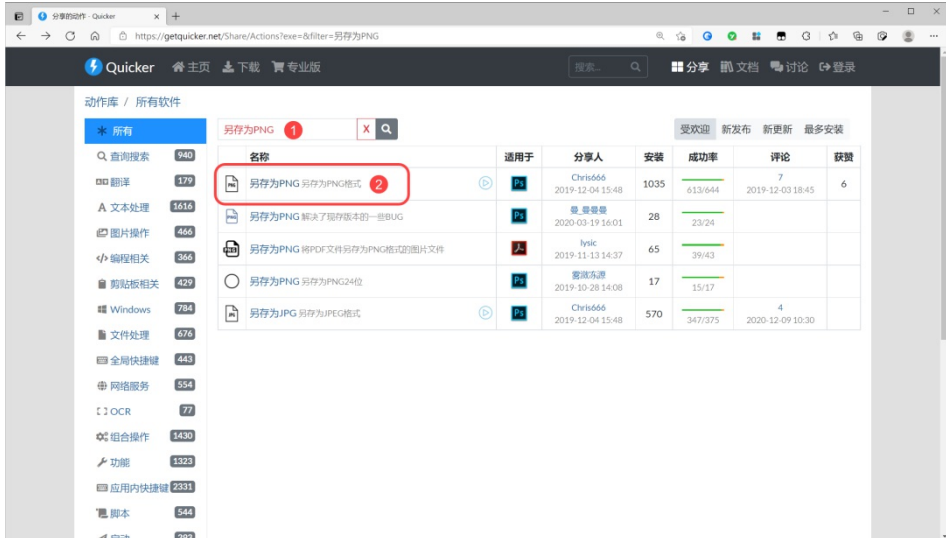 分享的动作 - Quicker
https://getquicker.net/Share/Actions?exe=&filter=另存为PNG
Quicker 主页 下载 专业版 搜索... 分享 文档 讨论 登录
动作库 / 所有软件
所有
查询搜索 940
翻译 179
文本处理 1616
图片操作 466
编程相关 366
剪贴板相关 429
Windows 784
文件处理 676
全局快捷键 443
网络服务 554
OCR 77
组合操作 1430
功能 1323
应用内快捷键 2331
脚本 544
另存为PNG 1 X
受欢迎 新发布 新更新 最多安装
名称 适用于 分享人 安装 成功率 评论 获赞
另存为PNG 另存为PNG格式 2 Ps Chris666 2019-12-04 15:48 1035 613/644 7 2019-12-03 18:45 6
另存为PNG 解决了现存版本的一些BUG Ps 曼_曼曼曼 2020-03-19 16:01 28 23/24
另存为PNG 将PDF文件另存为PNG格式的图片文件 lysic 2019-11-13 14:37 65 39/43
另存为PNG 另存为PNG24位 Ps 2019-10-28 14:08 17 15/17
另存为JPG 另存为JPEG格式 Ps Chris666 2019-12-04 15:48 570 347/375 4 2020-12-09 10:30